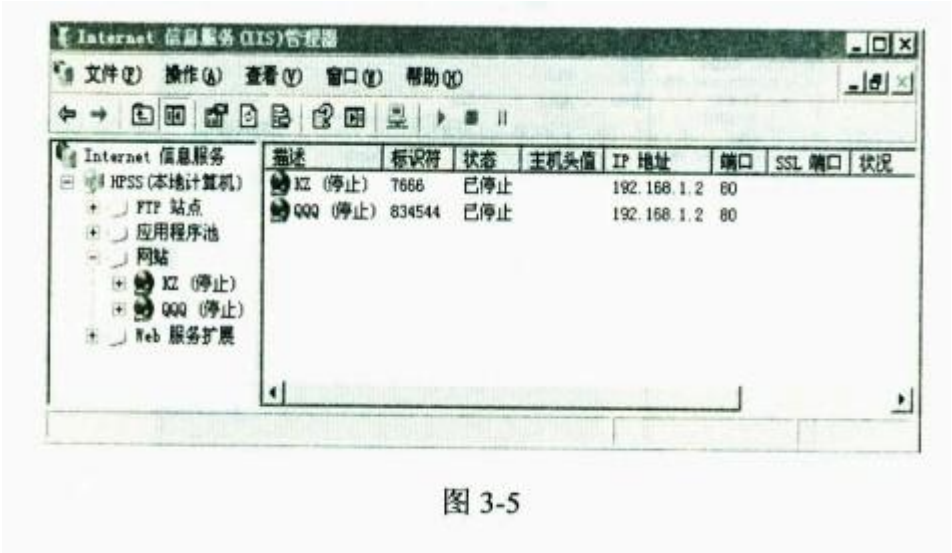 Internet 信息服务(IIS)管理器
文件(F) 操作(A) 查看(V) 窗口(W) 帮助(H)
Internet 信息服务
HPSS(本地计算机)
FTP 站点
应用程序池
网站
KZ (停止)
QQQ (停止)
Web 服务扩展
描述 标识符 状态 主机头值 IP 地址 端口 SSL 端口 状况
KZ (停止) 7666 已停止 192.168.1.2 80
QQQ (停止) 834544 已停止 192.168.1.2 80
图 3-5